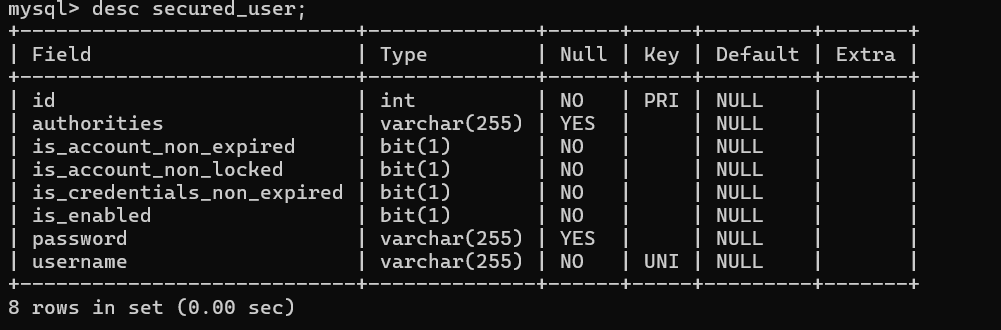 mysql> desc secured_user;
+----------------------------+--------------+------+-----+---------+-------+
| Field                      | Type         | Null | Key | Default | Extra |
+----------------------------+--------------+------+-----+---------+-------+
| id                         | int          | NO   | PRI | NULL    |       |
| authorities                | varchar(255) | YES  |     | NULL    |       |
| is_account_non_expired     | bit(1)       | NO   |     | NULL    |       |
| is_account_non_locked      | bit(1)       | NO   |     | NULL    |       |
| is_credentials_non_expired | bit(1)       | NO   |     | NULL    |       |
| is_enabled                 | bit(1)       | NO   |     | NULL    |       |
| password                   | varchar(255) | YES  |     | NULL    |       |
| username                   | varchar(255) | NO   | UNI | NULL    |       |
+----------------------------+--------------+------+-----+---------+-------+
8 rows in set (0.00 sec)